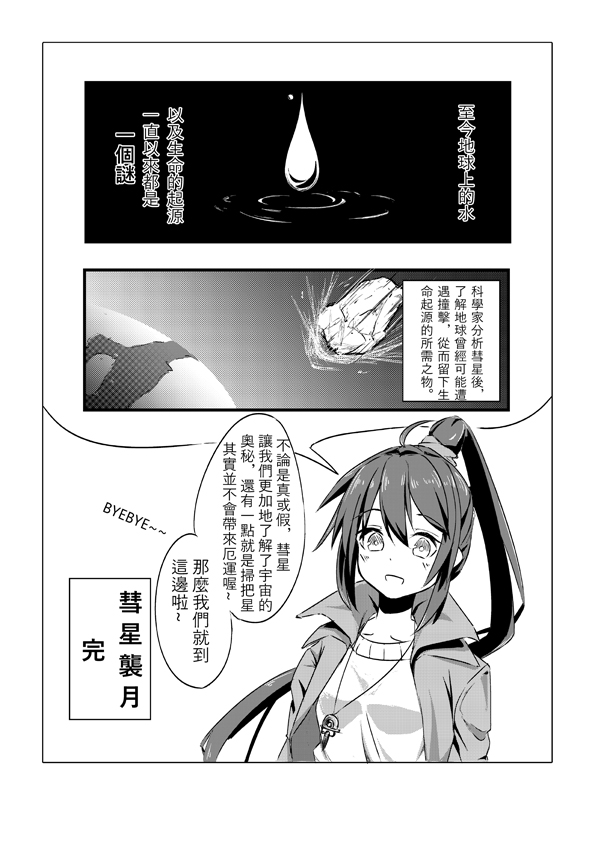 至今地球上的水
以及生命的起源
一直以來都是
一個謎
科學家分析彗星後，
了解地球曾經可能遭
遇撞擊，從而留下生
命起源的所需之物。
不論是真或假，彗星
讓我們更加地了解了宇宙的
奧秘，還有一點就是掃把星
其實並不會帶來厄運喔~
那麼我們就到
這邊啦~
BYEBYE~~
彗星襲月
完